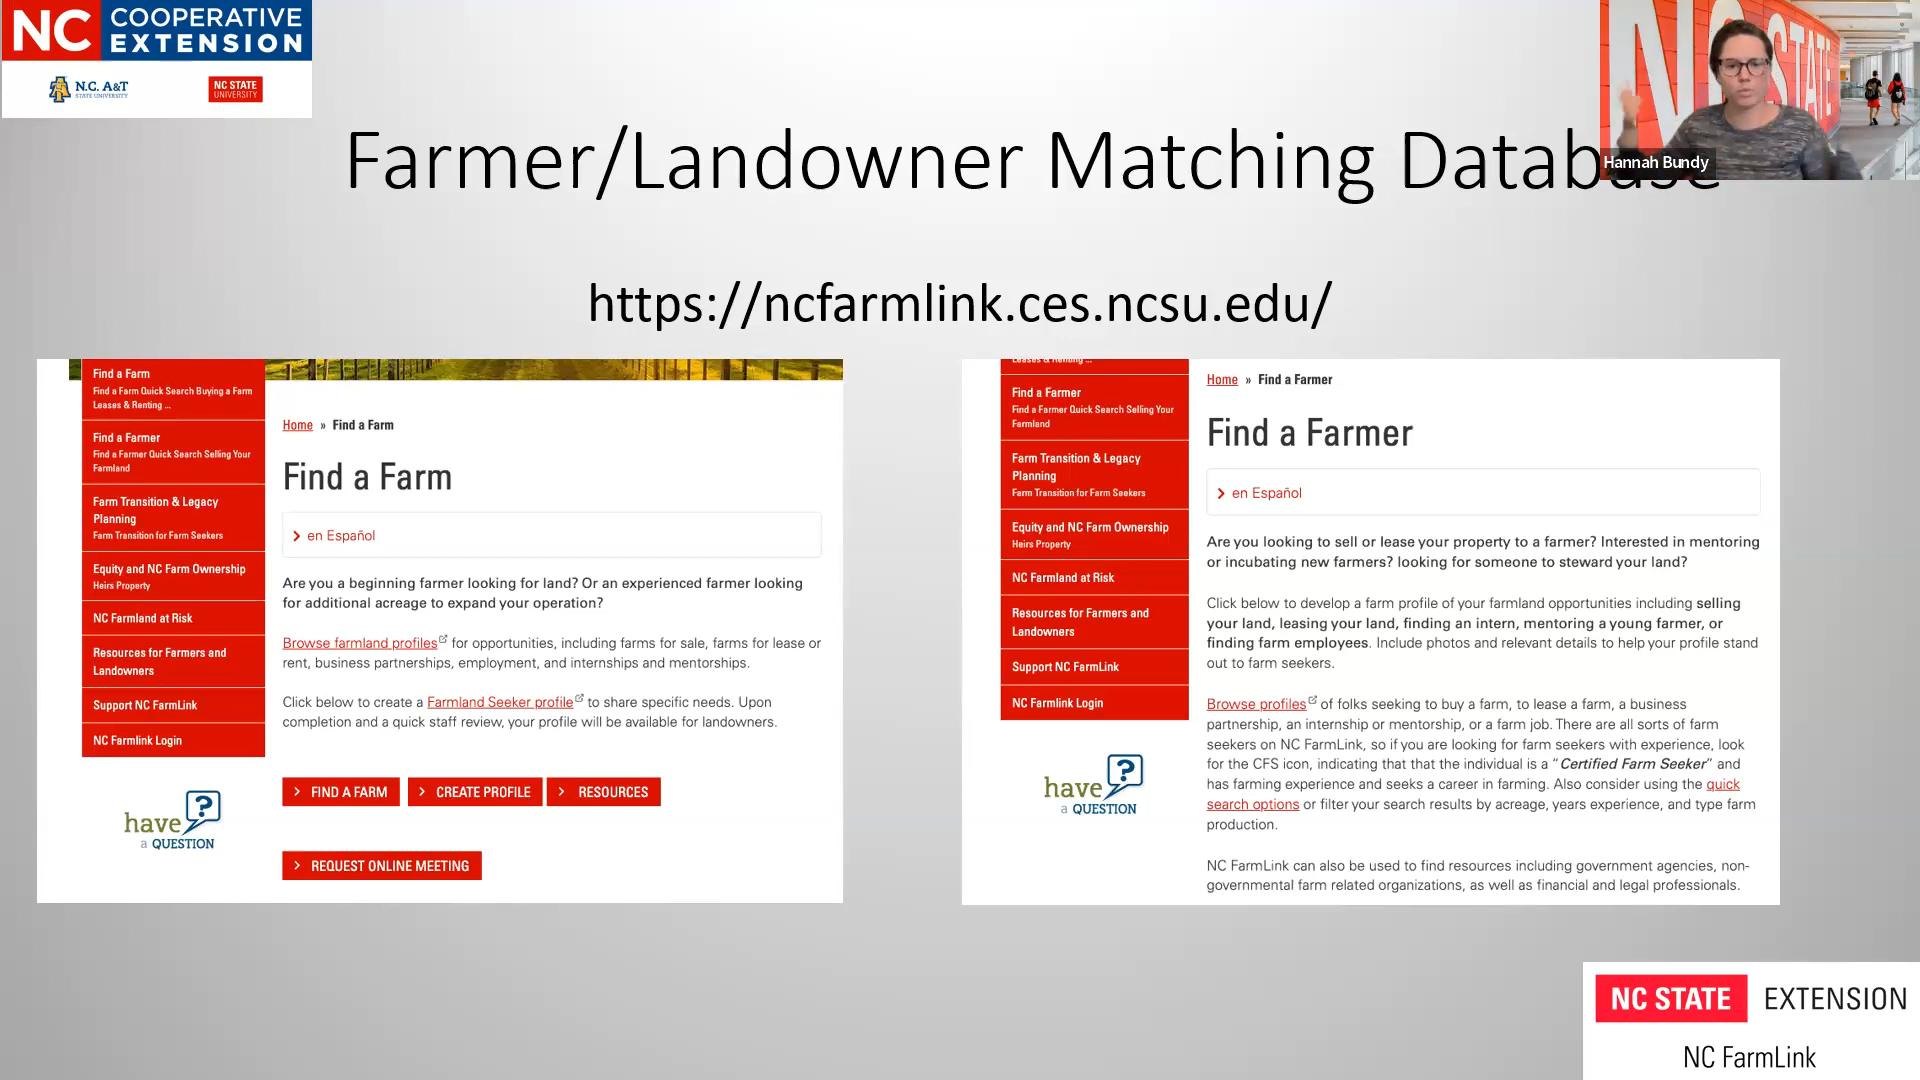 NC COOPERATIVE
EXTENSION
N.C. A&T
STATE UNIVERSITY
NC STATE
UNIVERSITY
NC STATE
Hannah Bundy
Farmer/Landowner Matching Database
https://ncfarmlink.ces.ncsu.edu/
Find a Farm
Find a Farm Quick Search Buying a Farm
Leases & Renting ...
Find a Farmer
Find a Farmer Quick Search Selling Your
Farmland
Farm Transition & Legacy
Planning
Farm Transition for Farm Seekers
Equity and NC Farm Ownership
Heirs Property
NC Farmland at Risk
Resources for Farmers and
Landowners
Support NC FarmLink
NC Farmlink Login
have
a QUESTION
?
Home » Find a Farm
Find a Farm
en Español
Are you a beginning farmer looking for land? Or an experienced farmer looking
for additional acreage to expand your operation?
Browse farmland profiles for opportunities, including farms for sale, farms for lease or
rent, business partnerships, employment, and internships and mentorships.
Click below to create a Farmland Seeker profile to share specific needs. Upon
completion and a quick staff review, your profile will be available for landowners.
> FIND A FARM > CREATE PROFILE > RESOURCES
> REQUEST ONLINE MEETING
Leases & Renting ...
Find a Farmer
Find a Farmer Quick Search Selling Your
Farmland
Farm Transition & Legacy
Planning
Farm Transition for Farm Seekers
Equity and NC Farm Ownership
Heirs Property
NC Farmland at Risk
Resources for Farmers and
Landowners
Support NC FarmLink
NC Farmlink Login
have
a QUESTION
?
Home » Find a Farmer
Find a Farmer
en Español
Are you looking to sell or lease your property to a farmer? Interested in mentoring
or incubating new farmers? looking for someone to steward your land?
Click below to develop a farm profile of your farmland opportunities including selling
your land, leasing your land, finding an intern, mentoring a young farmer, or
finding farm employees. Include photos and relevant details to help your profile stand
out to farm seekers.
Browse profiles of folks seeking to buy a farm, to lease a farm, a business
partnership, an internship or mentorship, or a farm job. There are all sorts of farm
seekers on NC FarmLink, so if you are looking for farm seekers with experience, look
for the CFS icon, indicating that that the individual is a "Certified Farm Seeker" and
has farming experience and seeks a career in farming. Also consider using the quick
search options or filter your search results by acreage, years experience, and type farm
production.
NC FarmLink can also be used to find resources including government agencies, non-
governmental farm related organizations, as well as financial and legal professionals.
NC STATE EXTENSION
NC FarmLink